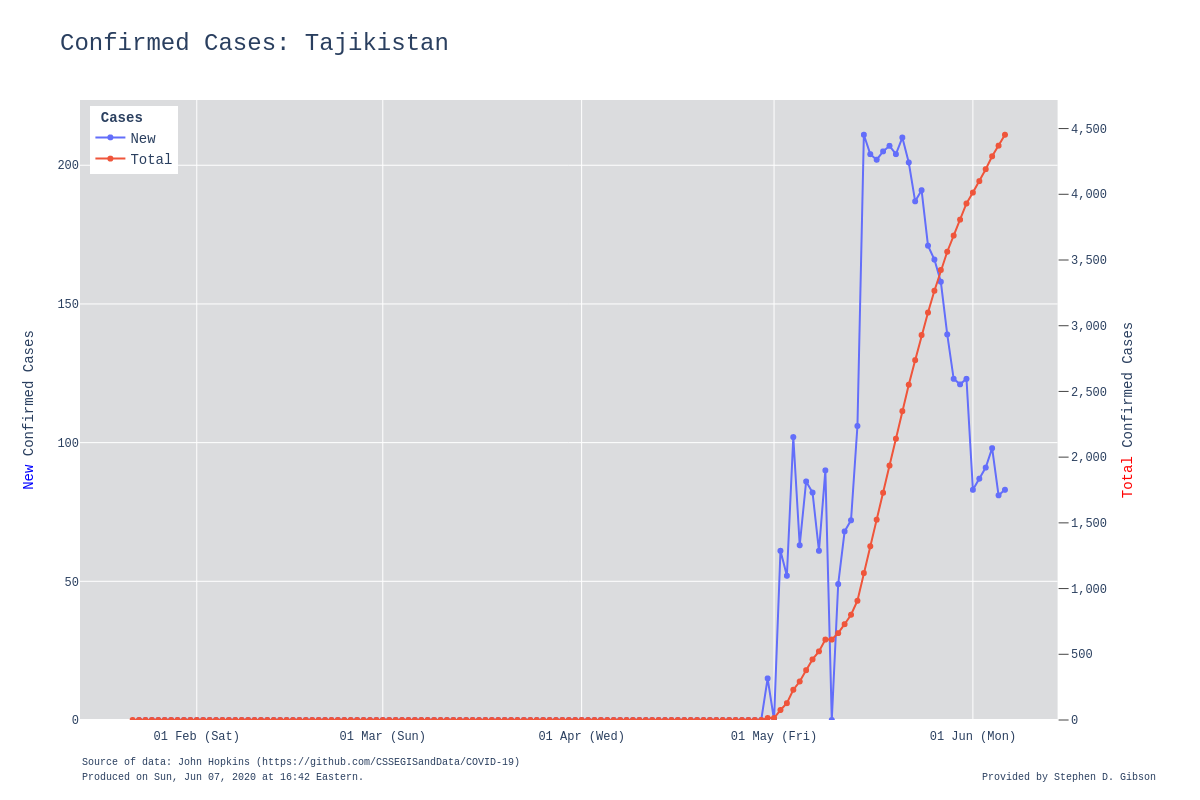 Confirmed Cases: Tajikistan
Cases
New
Total
200
150
100
50
0
4,500
4,000
3,500
3,000
2,500
2,000
1,500
1,000
500
0
New Confirmed Cases
Total Confirmed Cases
01 Feb (Sat)
01 Mar (Sun)
01 Apr (Wed)
01 May (Fri)
01 Jun (Mon)
Source of data: John Hopkins (https://github.com/CSSEGISandData/COVID-19)
Produced on Sun, Jun 07, 2020 at 16:42 Eastern.
Provided by Stephen D. Gibson